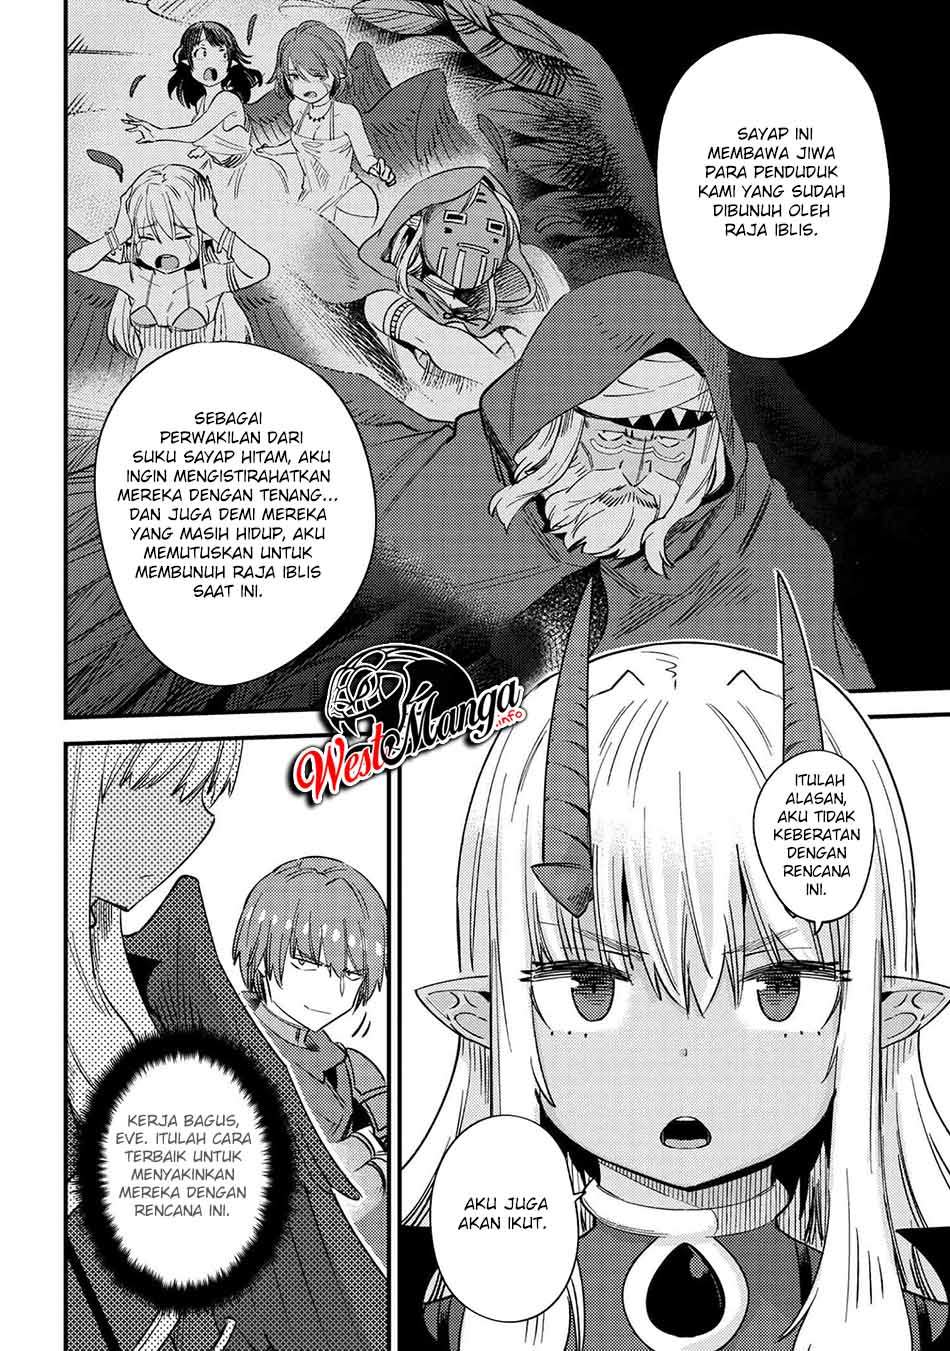 SAYAP INI
MEMBAWA JIWA
PARA PENDUDUK
KAMI YANG SUDAH
DIBUNUH OLEH
RAJA IBLIS.
SEBAGAI
PERWAKILAN DARI
SUKU SAYAP HITAM, AKU
INGIN MENGISTIRAHATKAN
MEREKA DENGAN TENANG...
DAN JUGA DEMI MEREKA
YANG MASIH HIDUP, AKU
MEMUTUSKAN UNTUK
MEMBUNUH RAJA IBLIS
SAAT INI.
WestManga
.info
ITULAH
ALASAN,
AKU TIDAK
KEBERATAN
DENGAN
RENCANA
INI.
AKU JUGA
AKAN IKUT.
KERJA BAGUS,
EVE. ITULAH CARA
TERBAIK UNTUK
MENYAKINKAN
MEREKA DENGAN
RENCANA INI.